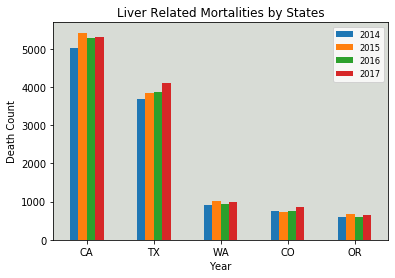 Liver Related Mortalities by States
2014
2015
2016
2017
Death Count
5000
4000
3000
2000
1000
0
CA TX WA CO OR
Year